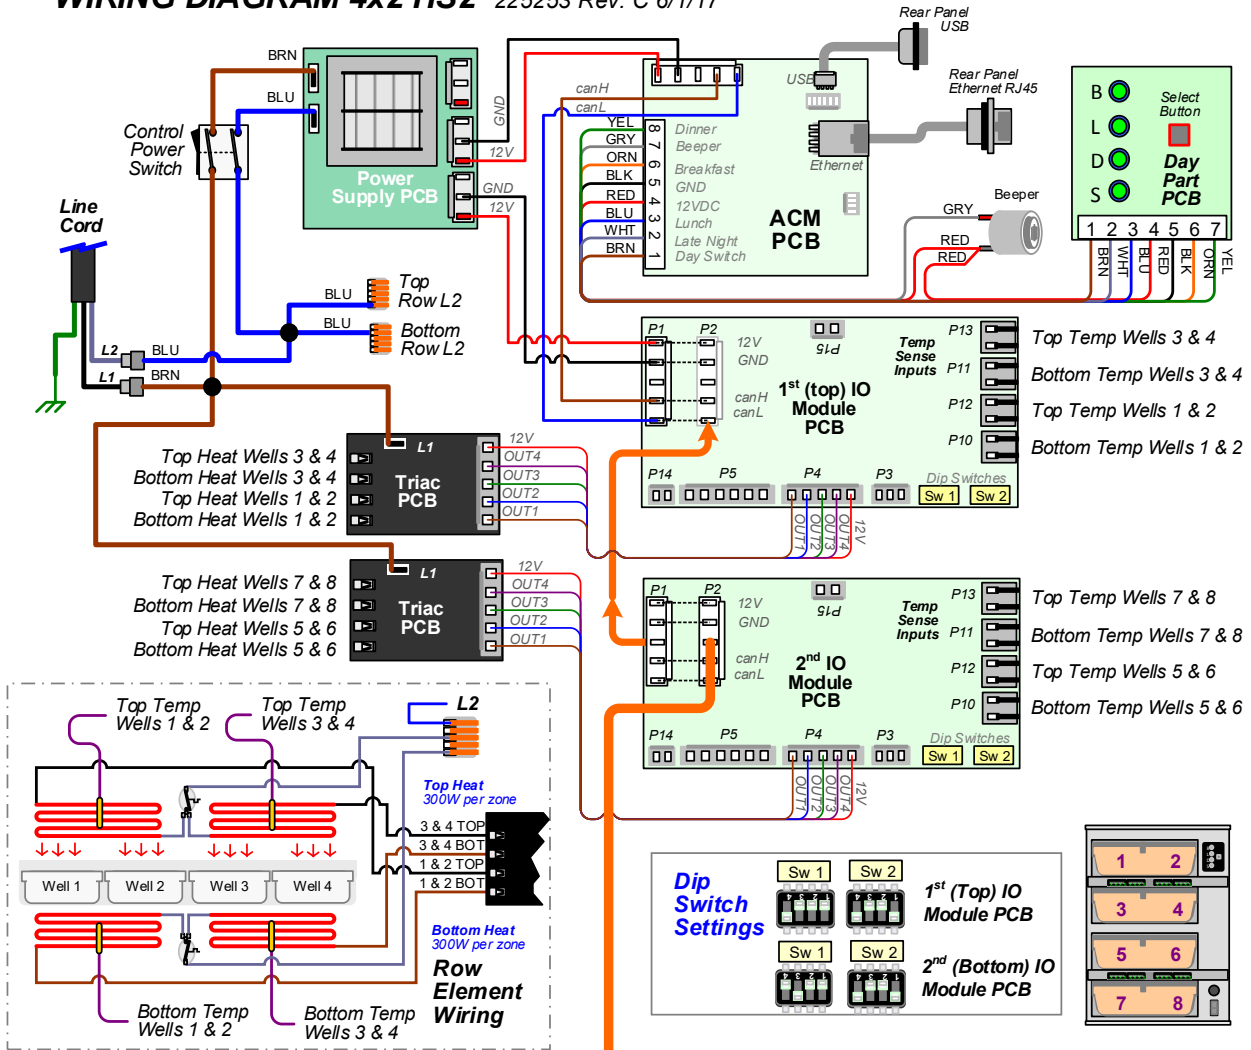 WIRING DIAGRAM 4x2 HS2 225253 Rev. C 6/1/17
BRN
BLU
Control
Power
Switch
Line
Cord
Power
Supply PCB
GND
12V
GND
12V
canH
canL
YEL
GRY
ORN
BLK
RED
BLU
WHT
BRN
8
7
6
5
4
3
2
1
Dinner
Beeper
Breakfast
GND
12VDC
Lunch
Late Night
Day Switch
USB
Ethernet
ACM
PCB
Rear Panel
USB
Rear Panel
Ethernet RJ45
Beeper
GRY
RED
RED
B
L
D
S
Select
Button
Day
Part
PCB
1 2 3 4 5 6 7
BRN
WHT
BLU
RED
BLK
ORN
YEL
BLU
Top
Row L2
BLU
Bottom
Row L2
L2
BLU
L1
BRN
P1
P2
12V
GND
canH
canL
P15
1st (top) IO
Module
PCB
Temp
Sense
Inputs
P13
P11
P12
P10
Top Temp Wells 3 & 4
Bottom Temp Wells 3 & 4
Top Temp Wells 1 & 2
Bottom Temp Wells 1 & 2
P14
P5
P4
P3
Dip Switches
Sw 1
Sw 2
OUT1
OUT2
OUT3
OUT4
12V
Top Heat Wells 3 & 4
Bottom Heat Wells 3 & 4
Top Heat Wells 1 & 2
Bottom Heat Wells 1 & 2
L1
Triac
PCB
12V
OUT4
OUT3
OUT2
OUT1
Top Heat Wells 7 & 8
Bottom Heat Wells 7 & 8
Top Heat Wells 5 & 6
Bottom Heat Wells 5 & 6
L1
Triac
PCB
12V
OUT4
OUT3
OUT2
OUT1
P1
P2
12V
GND
canH
canL
P15
2nd IO
Module
PCB
Temp
Sense
Inputs
P13
P11
P12
P10
Top Temp Wells 7 & 8
Bottom Temp Wells 7 & 8
Top Temp Wells 5 & 6
Bottom Temp Wells 5 & 6
P14
P5
P4
P3
Dip Switches
Sw 1
Sw 2
OUT1
OUT2
OUT3
OUT4
12V
Top Temp
Wells 1 & 2
Top Temp
Wells 3 & 4
L2
Top Heat
300W per zone
3 & 4 TOP
3 & 4 BOT
1 & 2 TOP
1 & 2 BOT
Well 1
Well 2
Well 3
Well 4
Bottom Heat
300W per zone
Row
Element
Wiring
Bottom Temp
Wells 1 & 2
Bottom Temp
Wells 3 & 4
Dip
Switch
Settings
Sw 1
Sw 2
1st (Top) IO
Module PCB
Sw 1
Sw 2
2nd (Bottom) IO
Module PCB
1 2
3 4
5 6
7 8